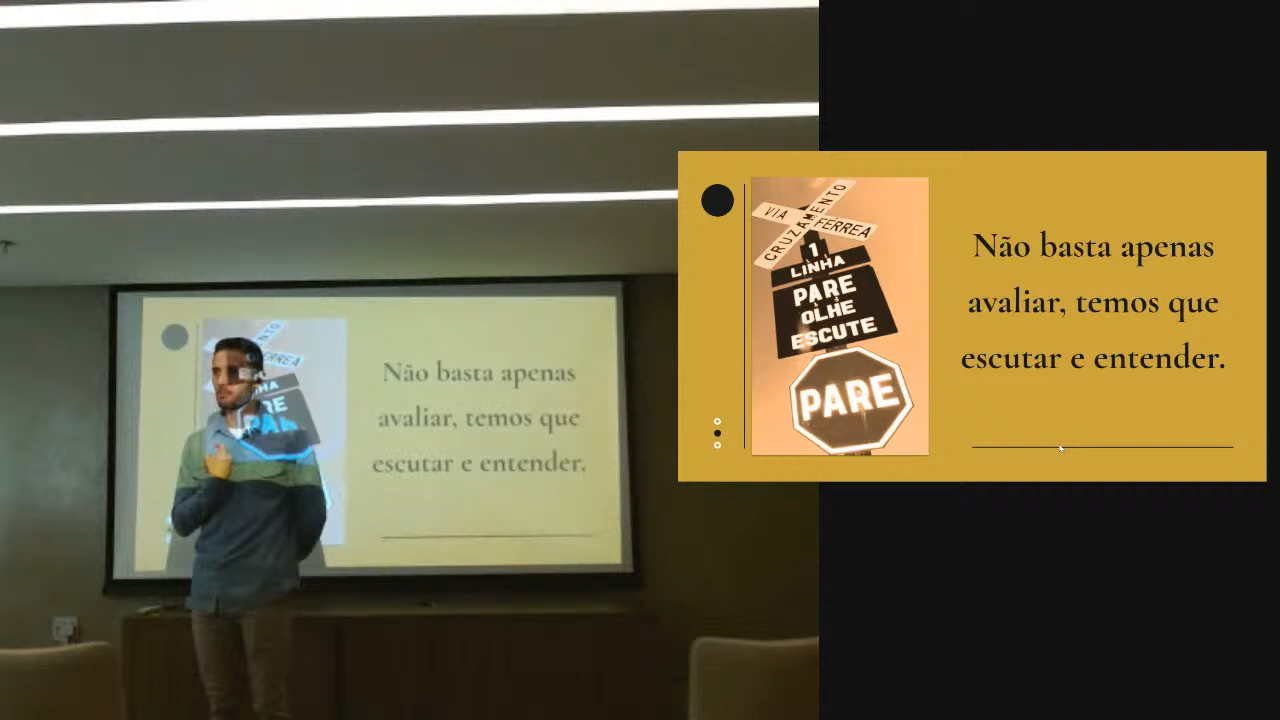 Não basta apenas
avaliar, temos que
escutar e entender.
VIA FERREA
CRUZAMENTO
1
LINHA
PARE
OLHE
ESCUTE
PARE
Não basta apenas
avaliar, temos que
escutar e entender.